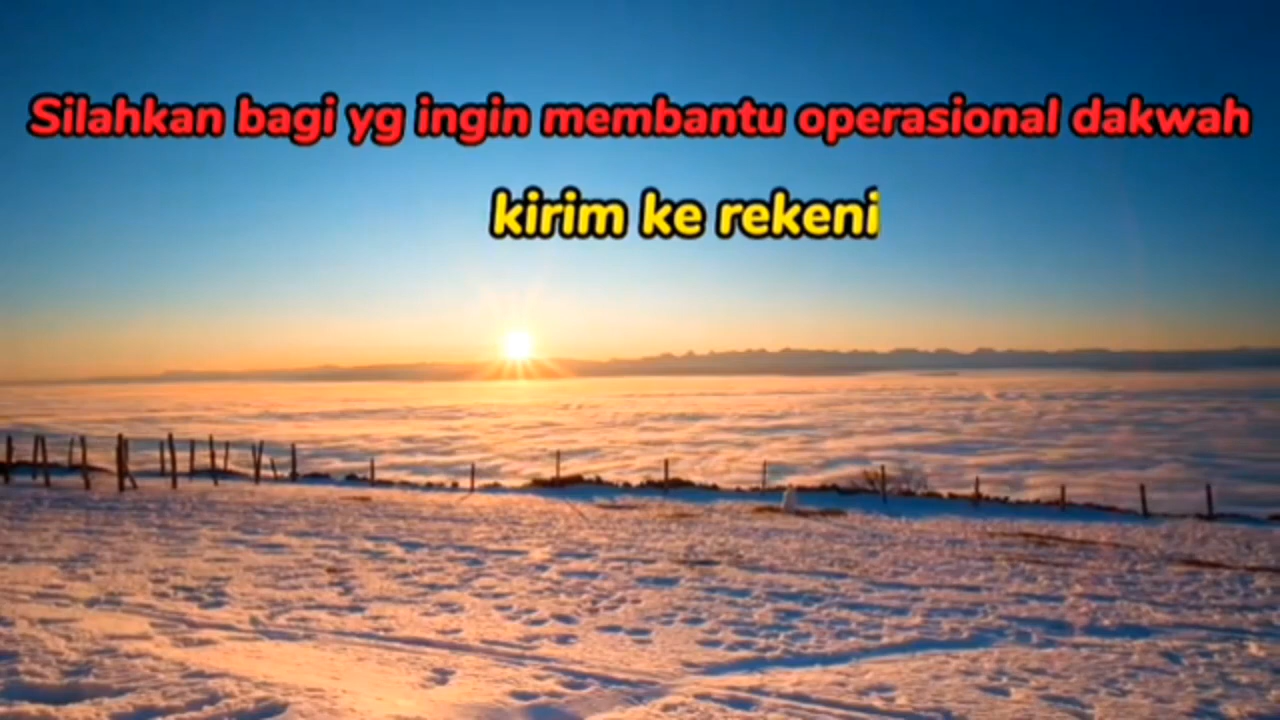 Silahkan bagi yg ingin membantu operasional dakwah
kirim ke rekeni